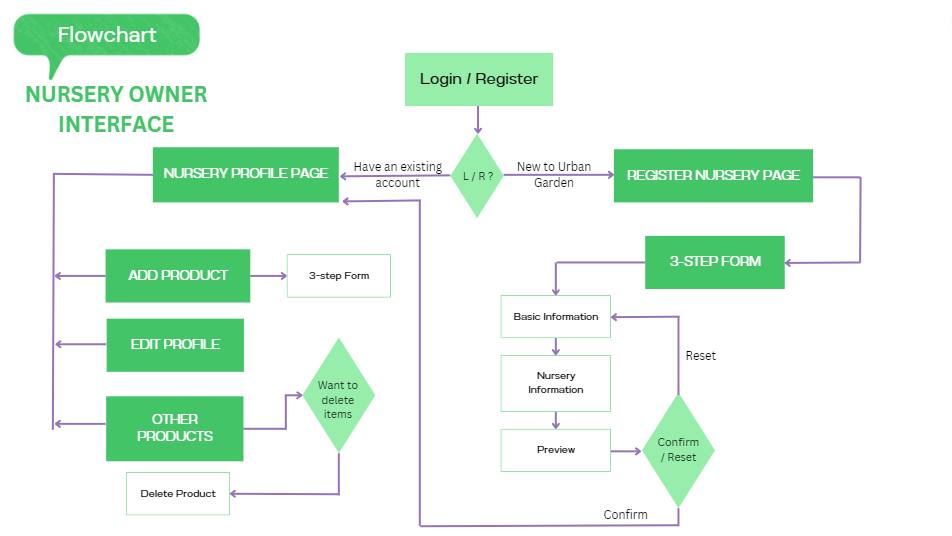 Flowchart
NURSERY OWNER
INTERFACE
Login / Register
NURSERY PROFILE PAGE
Have an existing
account
L / R ?
New to Urban
Garden
REGISTER NURSERY PAGE
ADD PRODUCT
3-step Form
3-STEP FORM
Basic Information
EDIT PROFILE
Reset
Nursery
Information
Want to
delete
items
OTHER
PRODUCTS
Preview
Confirm
/ Reset
Delete Product
Confirm